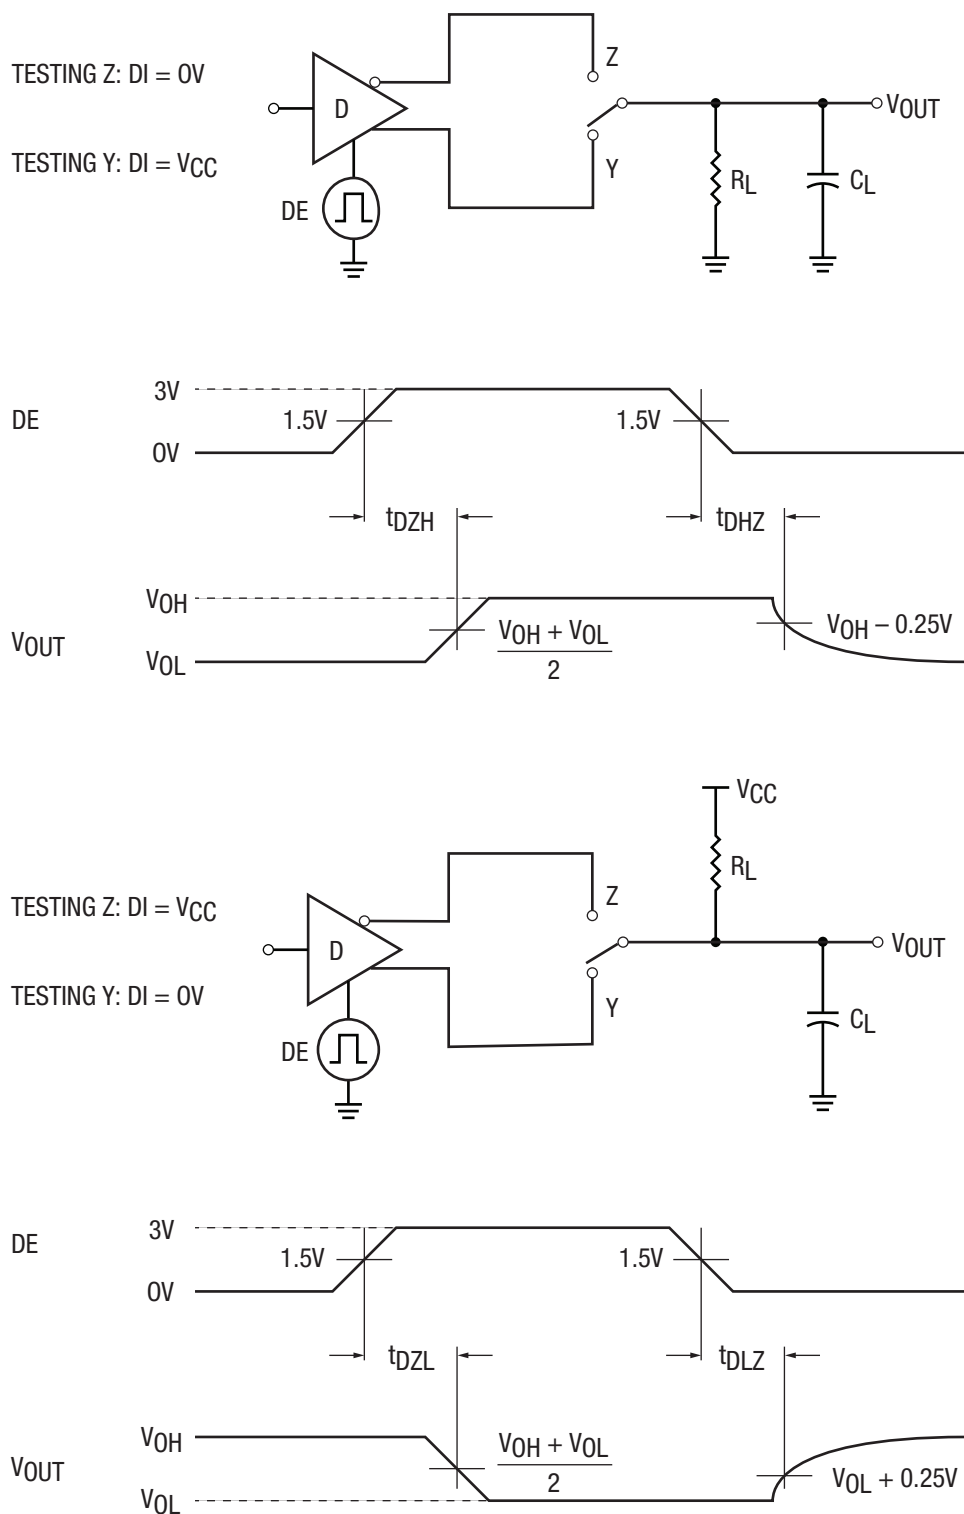 Z
TESTING Z: DI = 0V
D
VOUT
TESTING Y: DI = VCC
Y
RL
CL
DE
3V
DE
1.5V
1.5V
0V
tDZH
tDHZ
VOH
VOUT
VOH + VOL
2
VOH – 0.25V
VOL
VCC
RL
Z
TESTING Z: DI = VCC
D
VOUT
TESTING Y: DI = 0V
Y
CL
DE
3V
DE
1.5V
1.5V
0V
tDZL
tDLZ
VOH
VOUT
VOH + VOL
2
VOL + 0.25V
VOL